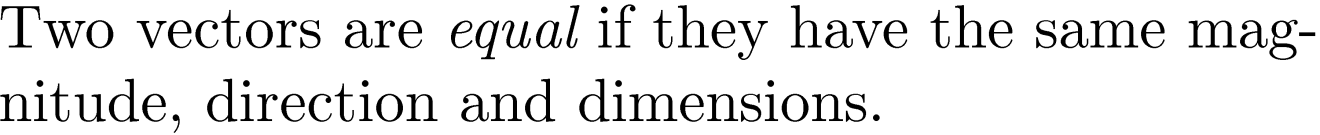 Two vectors are equal if they have the same mag-
nitude, direction and dimensions.